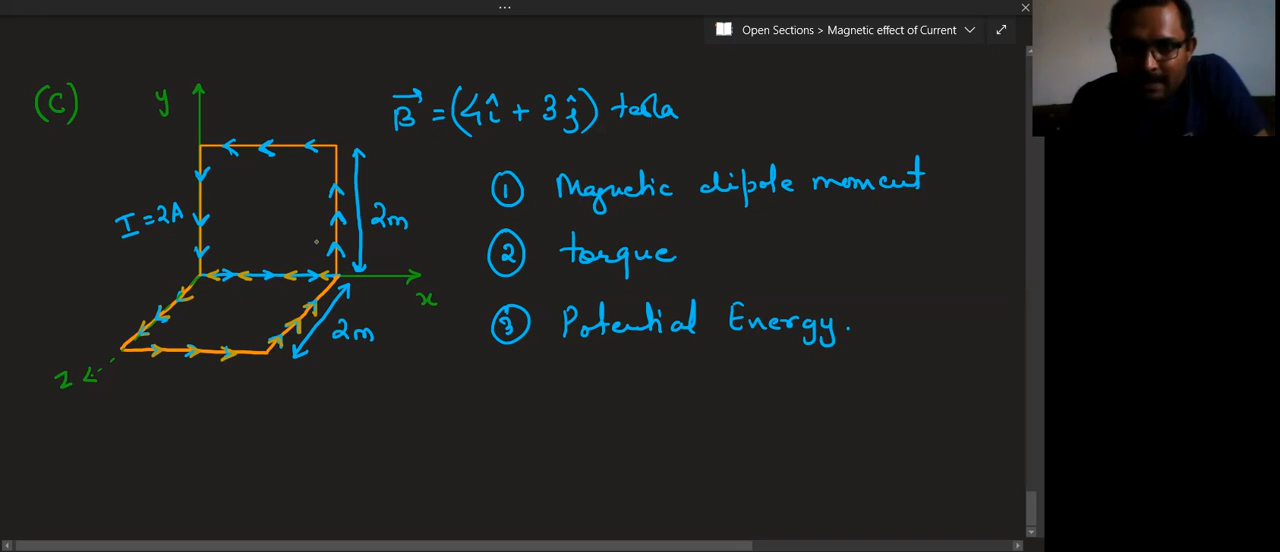 Open Sections > Magnetic effect of Current
(C)
y
B = (4î + 3ĵ) tesla
① Magnetic dipole moment
I = 2A
2m
② torque
x
2m
③ Potential Energy.
z